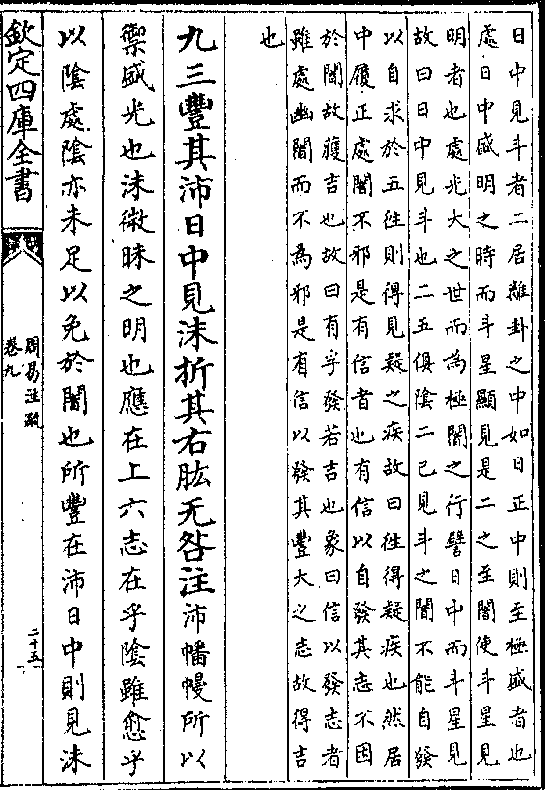 日中見斗者二居離卦之中如日正中則至極盛者也
處日中盛明之時而斗星顯見是二之至闇使斗星見
明者也處光大之世而為極闇之行譬日中而斗星見
故曰日中見斗也二五俱陰二已見斗之闇不能自發
以自求於五徃則得見疑之疾故曰徃得疑疾也然居
中履正處闇不邪是有信者也有信以自發其志不困
於闇故獲吉也故曰有孚發若吉也象曰信以發志者
雖處幽闇而不為邪是有信以發其豐大之志故得吉
也
九三豐其沛日中見沬折其右肱无咎注沛幡幔所以
禦盛光也沬微昧之明也應在上六志在乎陰雖愈乎
以陰處陰亦未足以免於闇也所豐在沛日中則見沬
欽定四庫全書
周易注疏
卷九
二十五